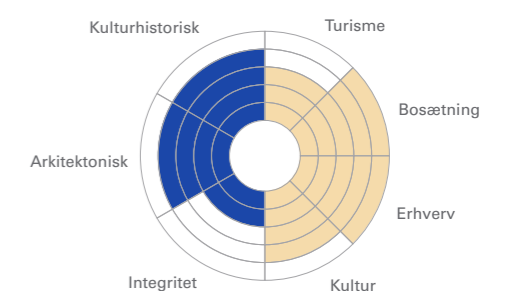 Kulturhistorisk
Turisme
Bosætning
Arkitektonisk
Erhverv
Integritet
Kultur